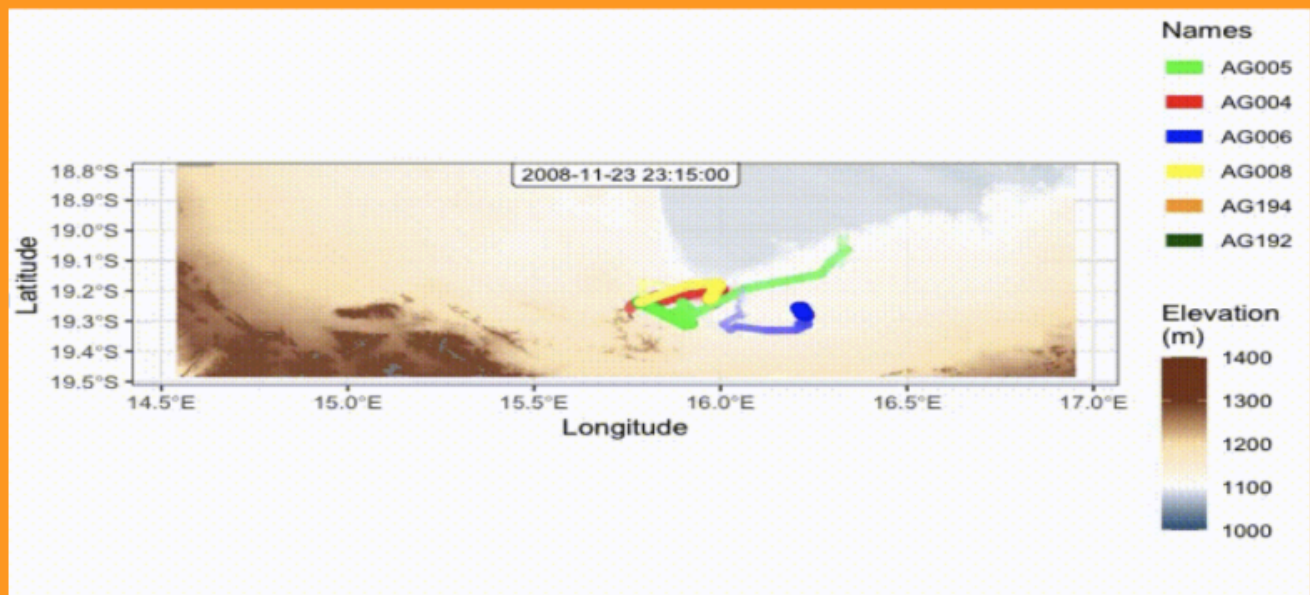 Names
AG005
AG004
AG006
AG008
AG194
AG192
2008-11-23 23:15:00
18.8°S
18.9°S
19.0°S
19.1°S
19.2°S
19.3°S
19.4°S
19.5°S
Latitude
14.5°E 15.0°E 15.5°E 16.0°E 16.5°E 17.0°E
Longitude
Elevation
(m)
1400
1300
1200
1100
1000